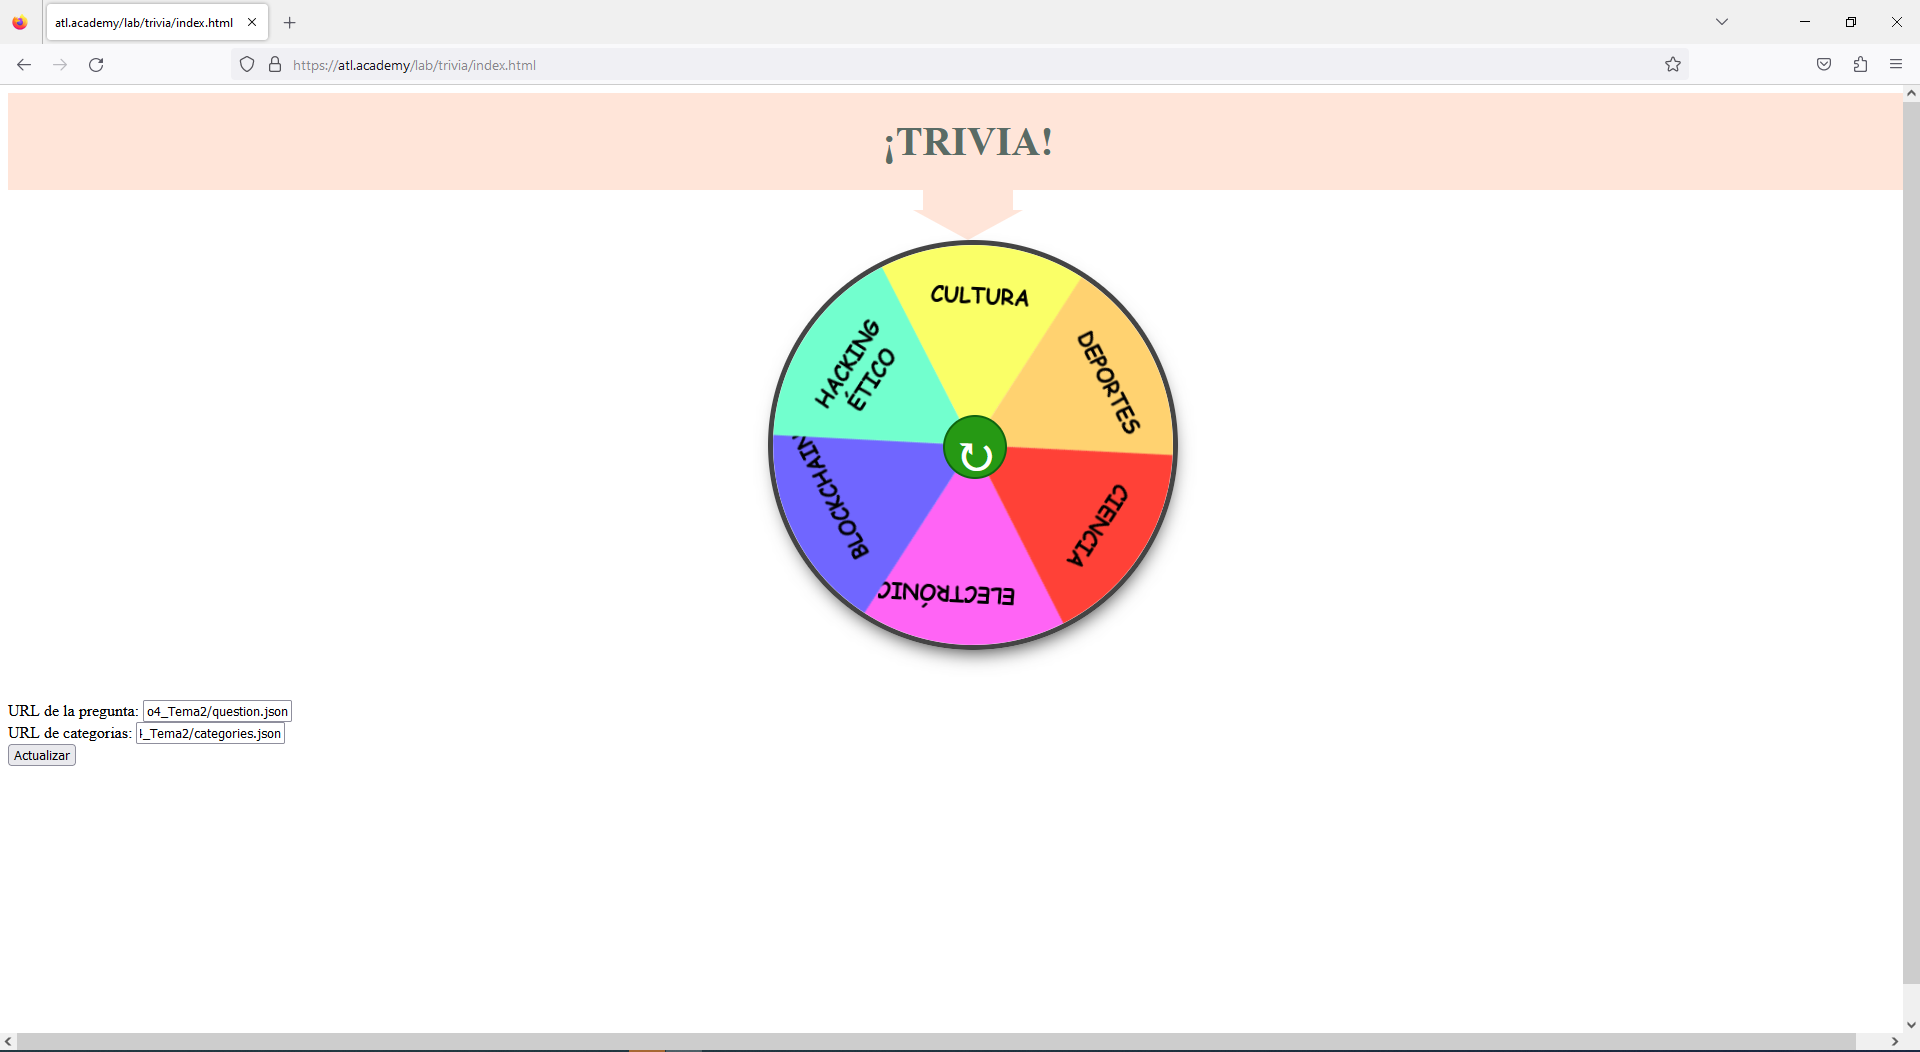 atl.academy/lab/trivia/index.html
https://atl.academy/lab/trivia/index.html
¡TRIVIA!
CULTURA
DEPORTES
CIENCIA
ELECTRÓNIC
BLOCKCHAIN
HACKING
ÉTICO
URL de la pregunta: o4_Tema2/question.json
URL de categorias: _Tema2/categories.json
Actualizar